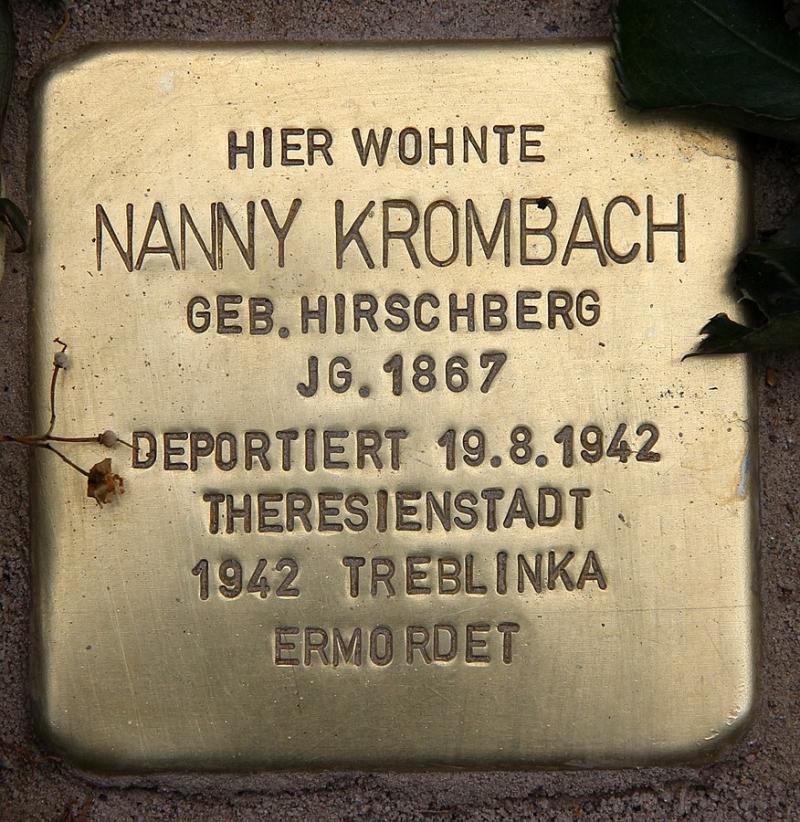 HIER WOHNTE
NANNY KROMBACH
GEB. HIRSCHBERG
JG. 1867
DEPORTIERT 19.8.1942
THERESIENSTADT
1942 TREBLINKA
ERMORDET